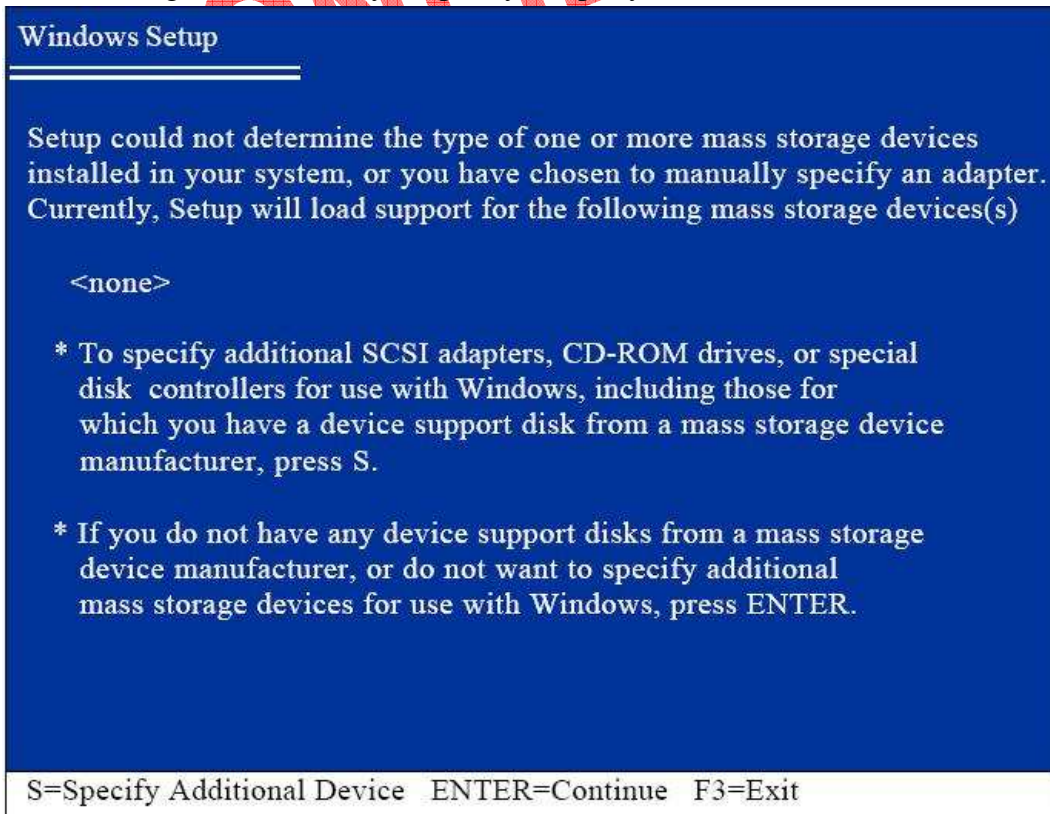 Windows Setup
Setup could not determine the type of one or more mass storage devices
installed in your system, or you have chosen to manually specify an adapter.
Currently, Setup will load support for the following mass storage devices(s)
<none>
* To specify additional SCSI adapters, CD-ROM drives, or special
disk controllers for use with Windows, including those for
which you have a device support disk from a mass storage device
manufacturer, press S.
* If you do not have any device support disks from a mass storage
device manufacturer, or do not want to specify additional
mass storage devices for use with Windows, press ENTER.
S=Specify Additional Device ENTER=Continue F3=Exit